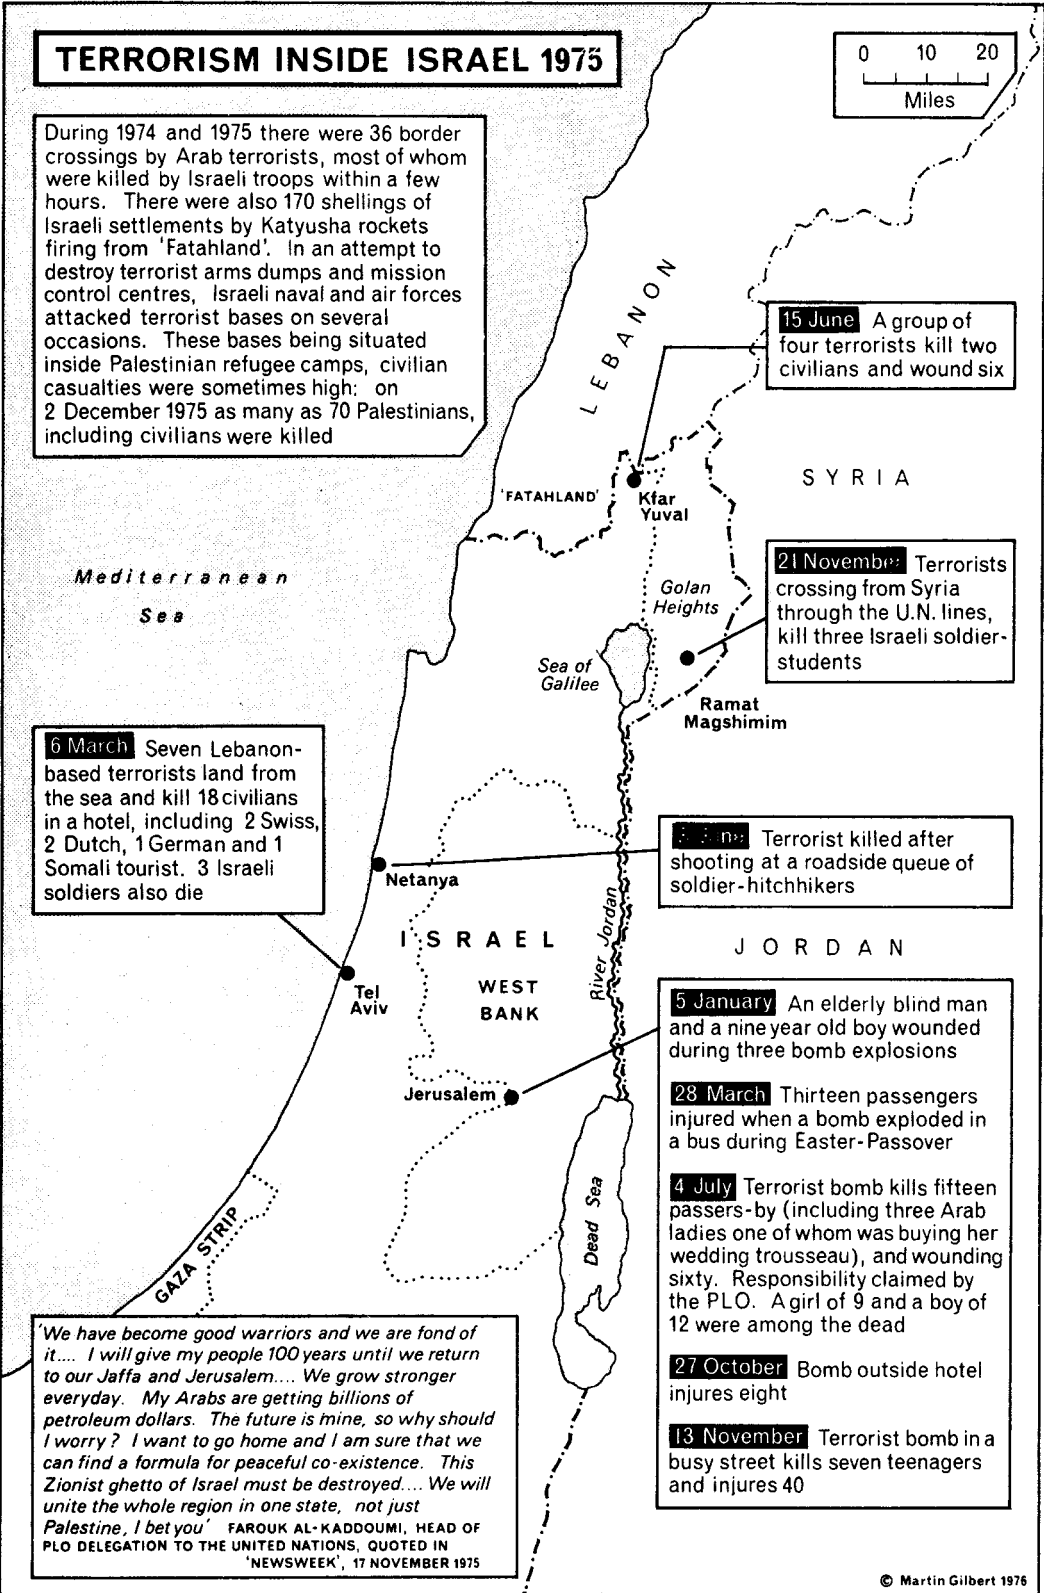 TERRORISM INSIDE ISRAEL 1975
0 10 20
Miles
During 1974 and 1975 there were 36 border
crossings by Arab terrorists, most of whom
were killed by Israeli troops within a few
hours. There were also 170 shellings of
Israeli settlements by Katyusha rockets
firing from 'Fatahland'. In an attempt to
destroy terrorist arms dumps and mission
control centres, Israeli naval and air forces
attacked terrorist bases on several
occasions. These bases being situated
inside Palestinian refugee camps, civilian
casualties were sometimes high: on
2 December 1975 as many as 70 Palestinians,
including civilians were killed
LEBANON
15 June A group of
four terrorists kill two
civilians and wound six
SYRIA
'FATAHLAND'
Kfar
Yuval
Mediterranean
Sea
21 November Terrorists
crossing from Syria
through the U.N. lines,
kill three Israeli soldier-
students
Golan
Heights
Sea of
Galilee
Ramat
Magshimim
6 March Seven Lebanon-
based terrorists land from
the sea and kill 18 civilians
in a hotel, including 2 Swiss,
2 Dutch, 1 German and 1
Somali tourist. 3 Israeli
soldiers also die
Terrorist killed after
shooting at a roadside queue of
soldier-hitchhikers
Netanya
ISRAEL
River Jordan
JORDAN
Tel
Aviv
WEST
BANK
5 January An elderly blind man
and a nine year old boy wounded
during three bomb explosions
28 March Thirteen passengers
injured when a bomb exploded in
a bus during Easter-Passover
4 July Terrorist bomb kills fifteen
passers-by (including three Arab
ladies one of whom was buying her
wedding trousseau), and wounding
sixty. Responsibility claimed by
the PLO. A girl of 9 and a boy of
12 were among the dead
27 October Bomb outside hotel
injures eight
13 November Terrorist bomb in a
busy street kills seven teenagers
and injures 40
Jerusalem
Dead Sea
GAZA STRIP
'We have become good warriors and we are fond of
it.... I will give my people 100 years until we return
to our Jaffa and Jerusalem.... We grow stronger
everyday. My Arabs are getting billions of
petroleum dollars. The future is mine, so why should
I worry? I want to go home and I am sure that we
can find a formula for peaceful co-existence. This
Zionist ghetto of Israel must be destroyed.... We will
unite the whole region in one state, not just
Palestine, I bet you' FAROUK AL-KADDOUMI, HEAD OF
PLO DELEGATION TO THE UNITED NATIONS, QUOTED IN
'NEWSWEEK', 17 NOVEMBER 1975
© Martin Gilbert 1976